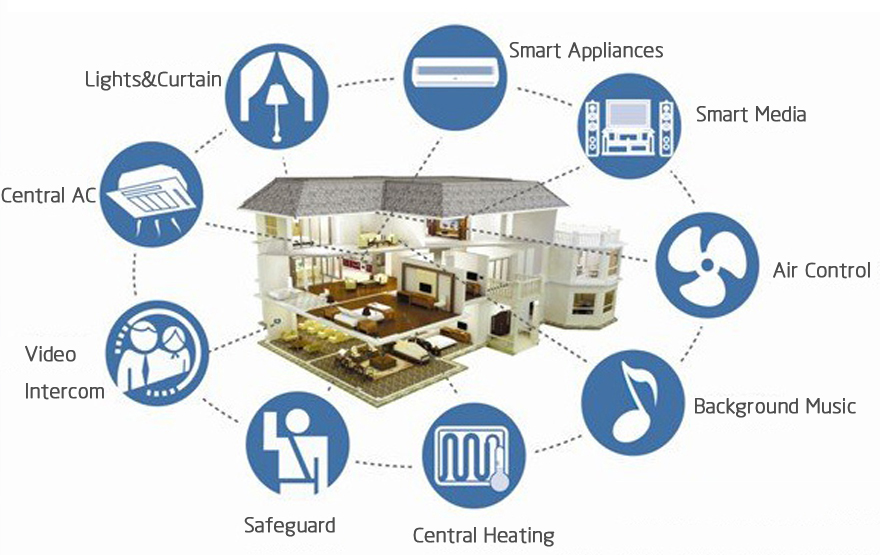 Smart Appliances
Lights&Curtain
Smart Media
Central AC
Air Control
Video
Intercom
Background Music
Safeguard
Central Heating